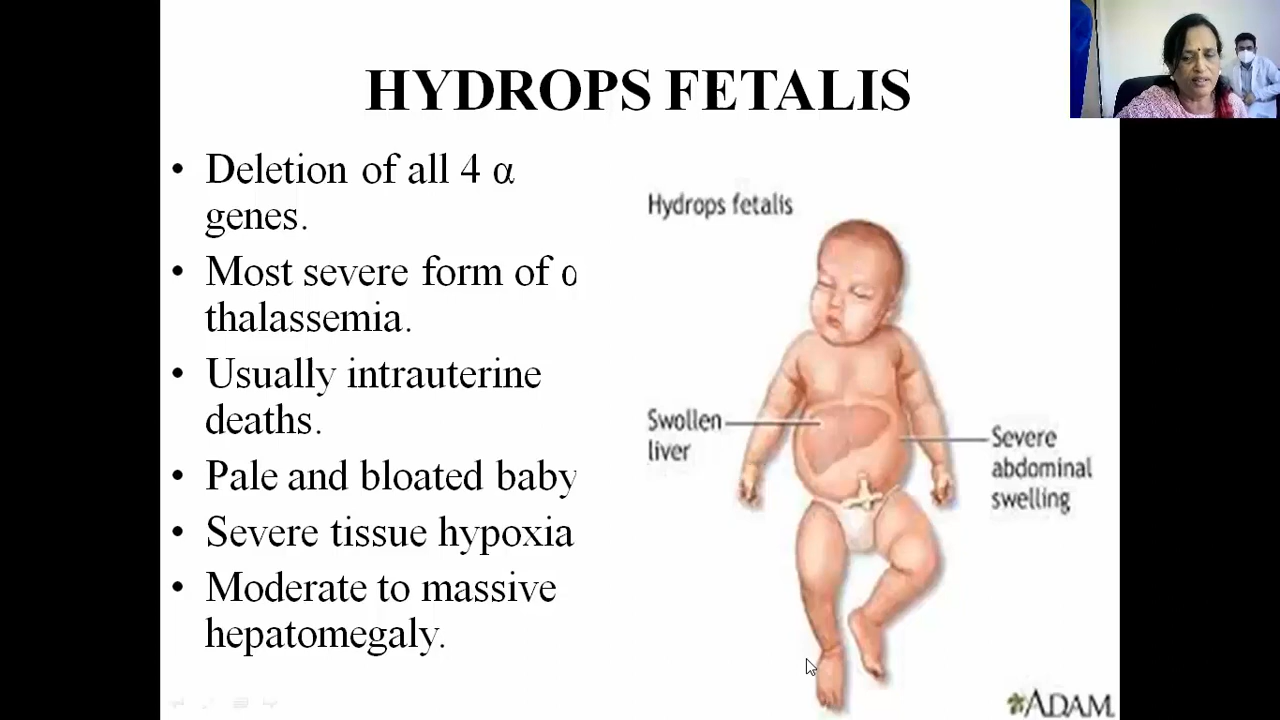 HYDROPS FETALIS
• Deletion of all 4 α
genes.
• Most severe form of α
thalassemia.
• Usually intrauterine
deaths.
• Pale and bloated baby
• Severe tissue hypoxia
• Moderate to massive
hepatomegaly.
Hydrops fetalis
Swollen
liver
Severe
abdominal
swelling
ADAM.